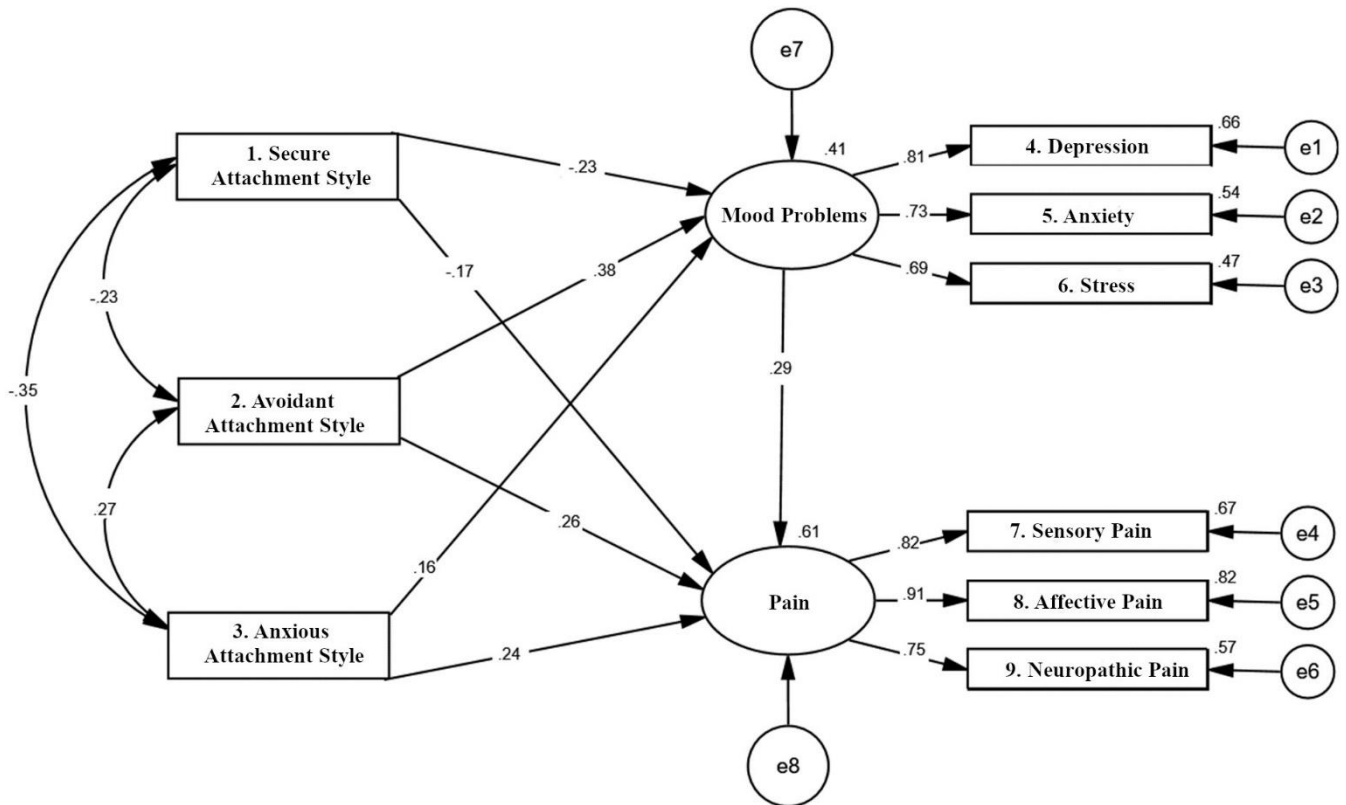 e7
1. Secure
Attachment Style
-.23
.41
.81
.66
4. Depression
e1
Mood Problems
.73
.54
5. Anxiety
e2
-.17
.38
.69
.47
6. Stress
e3
-.23
-.35
.29
2. Avoidant
Attachment Style
.27
.26
.61
.82
.67
7. Sensory Pain
e4
.16
Pain
.91
.82
8. Affective Pain
e5
3. Anxious
Attachment Style
.24
.75
.57
9. Neuropathic Pain
e6
e8